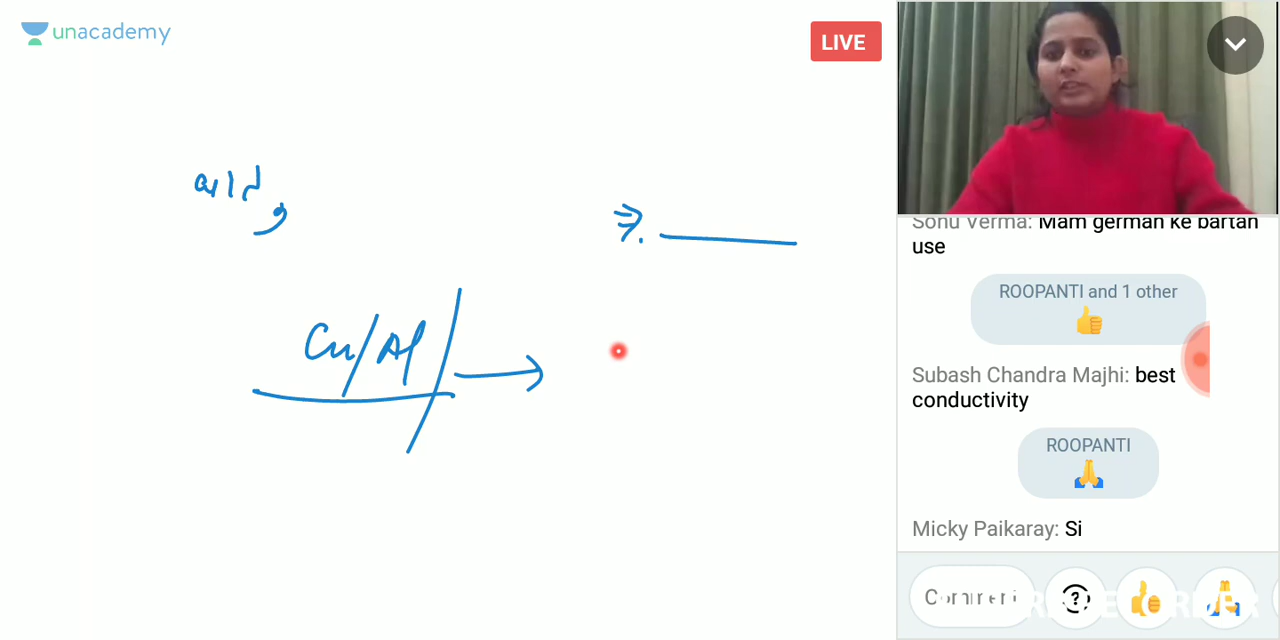 unacademy
LIVE
Cu/Al
Sonu Verma: Mam german ke bartan
use
ROOPANTI and 1 other
Subash Chandra Majhi: best
conductivity
ROOPANTI
Micky Paikaray: Si